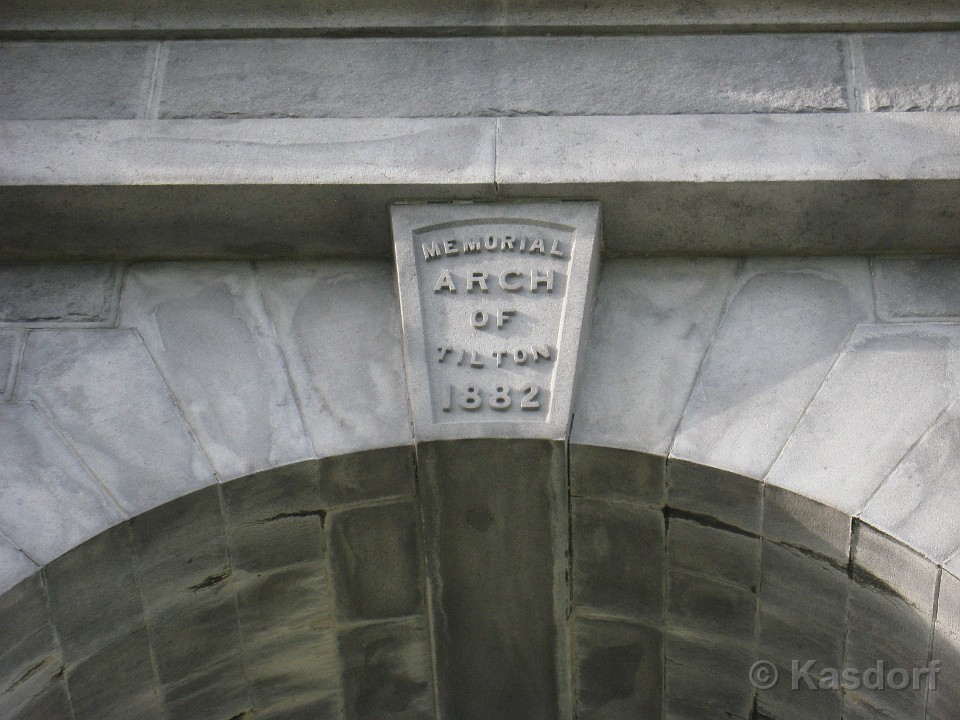 MEMORIAL
ARCH
OF
TILTON
1882
© Kasdorf